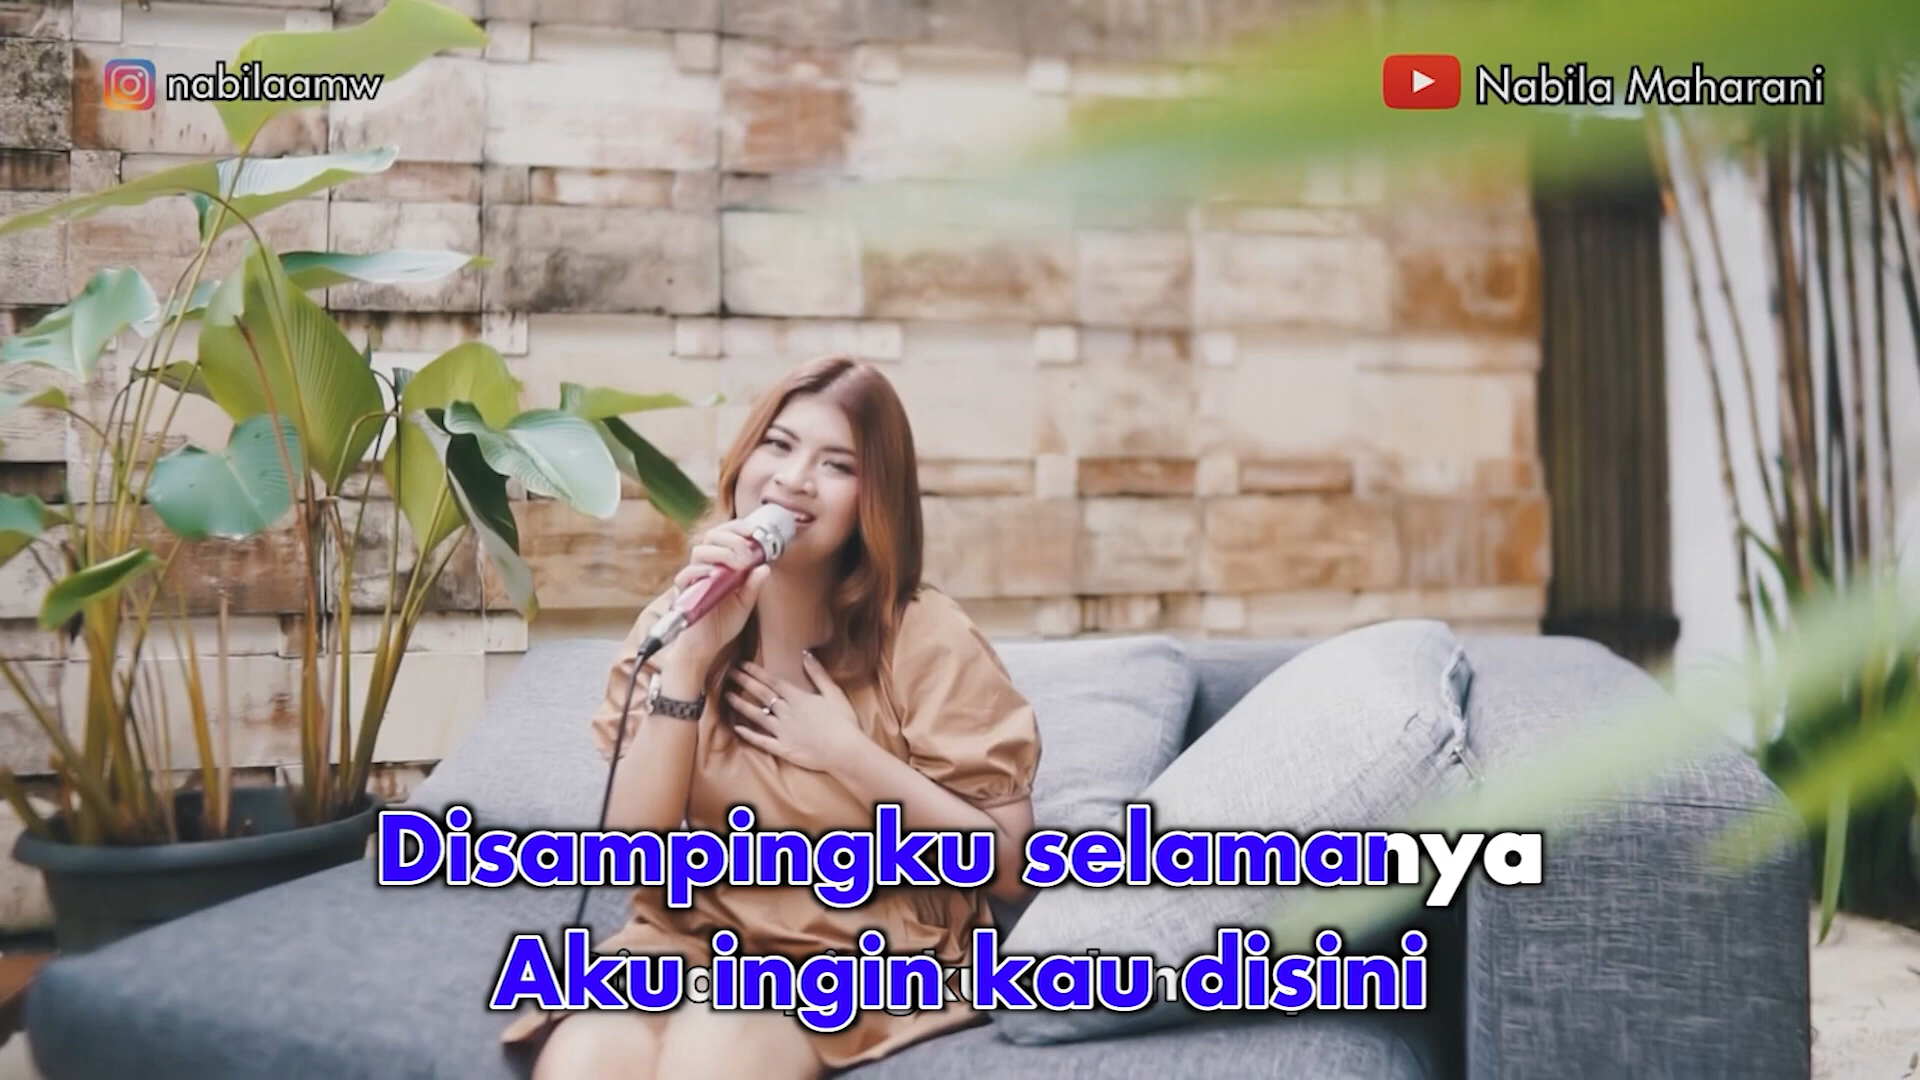 nabilaamw
Nabila Maharani
Disampingku selamanya
Aku ingin kau disini